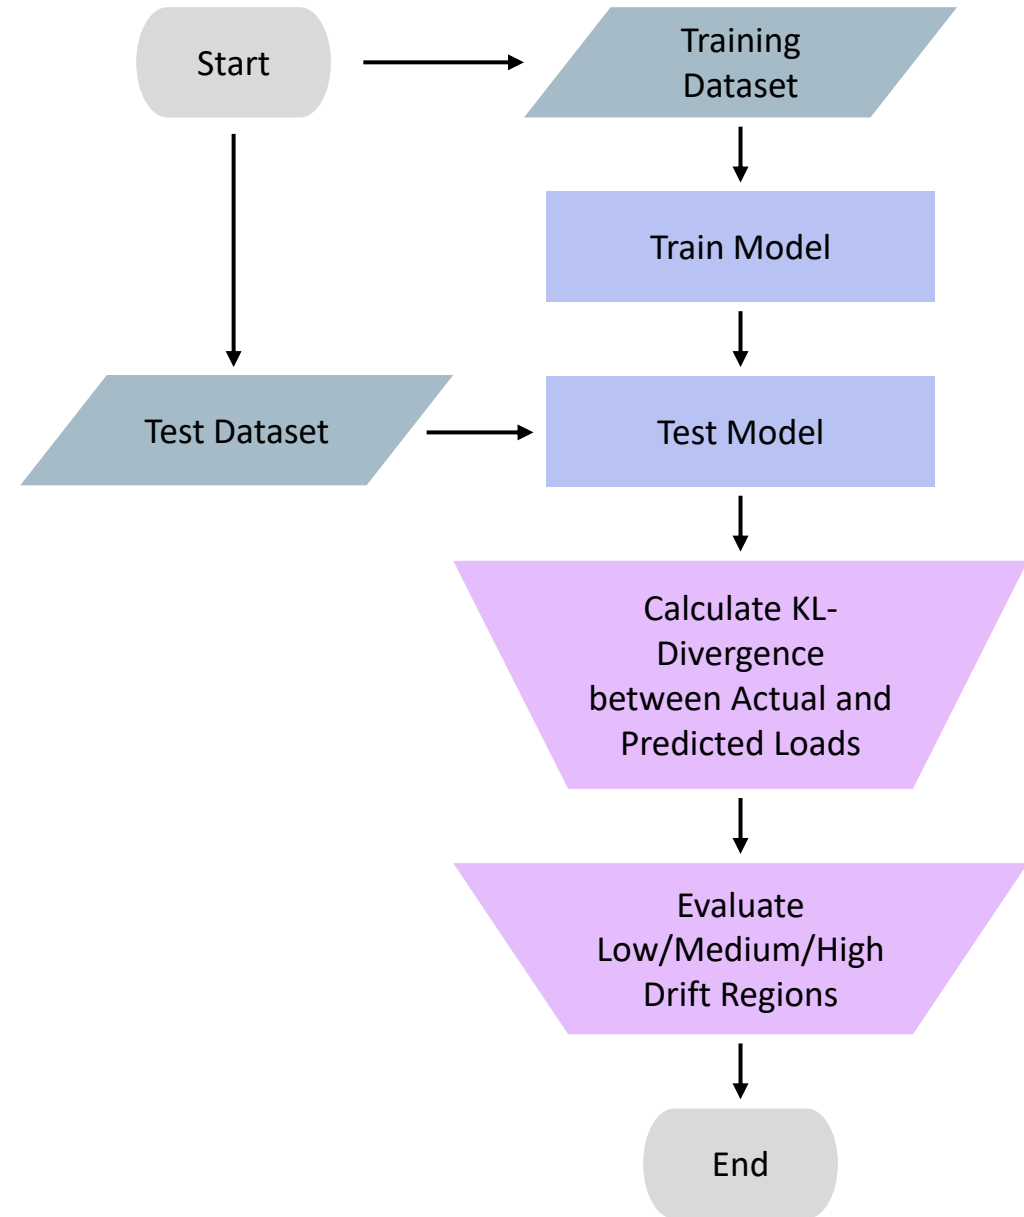 Start
Training
Dataset
Train Model
Test Dataset
Test Model
Calculate KL-
Divergence
between Actual and
Predicted Loads
Evaluate
Low/Medium/High
Drift Regions
End